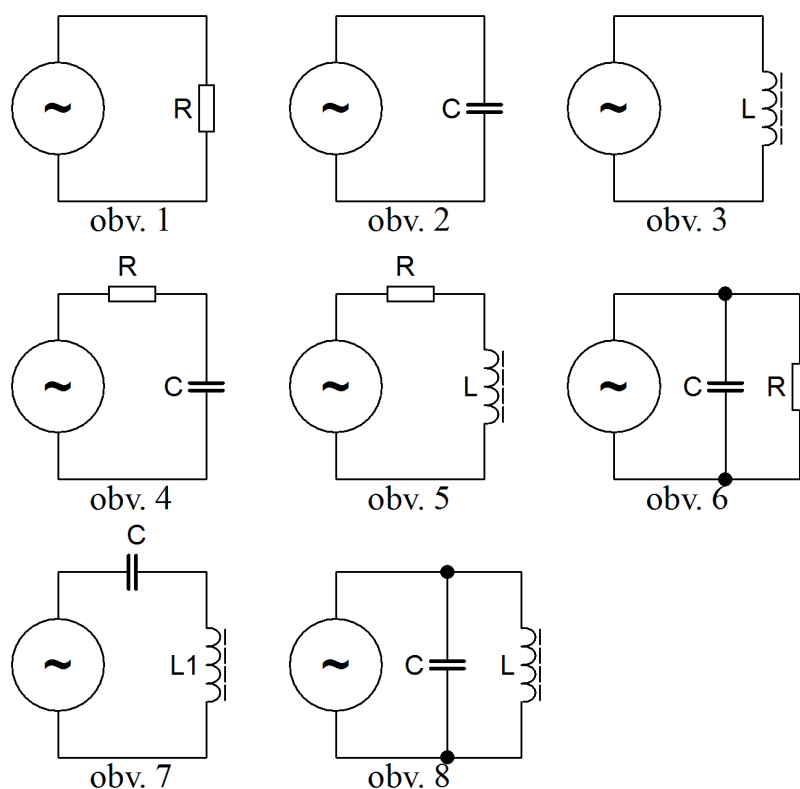 ~ R
~ C
~ L
obv. 1
obv. 2
obv. 3
R
R
~ C
~ L
~ C R
obv. 4
obv. 5
obv. 6
C
~ L1
~ C L
obv. 7
obv. 8